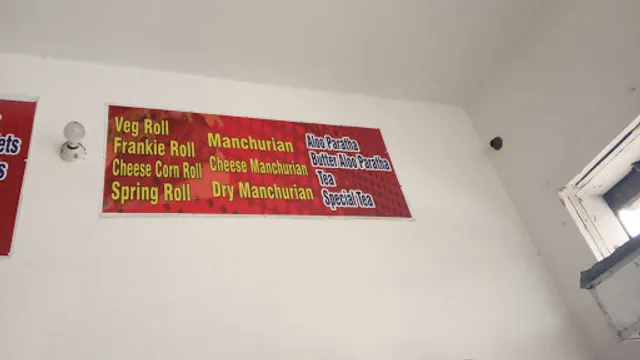 ets
s
Veg Roll
Frankie Roll
Cheese Corn Roll
Spring Roll
Manchurian
Cheese Manchurian
Dry Manchurian
Aloo Paratha
Butter Aloo Paratha
Tea
Special Tea